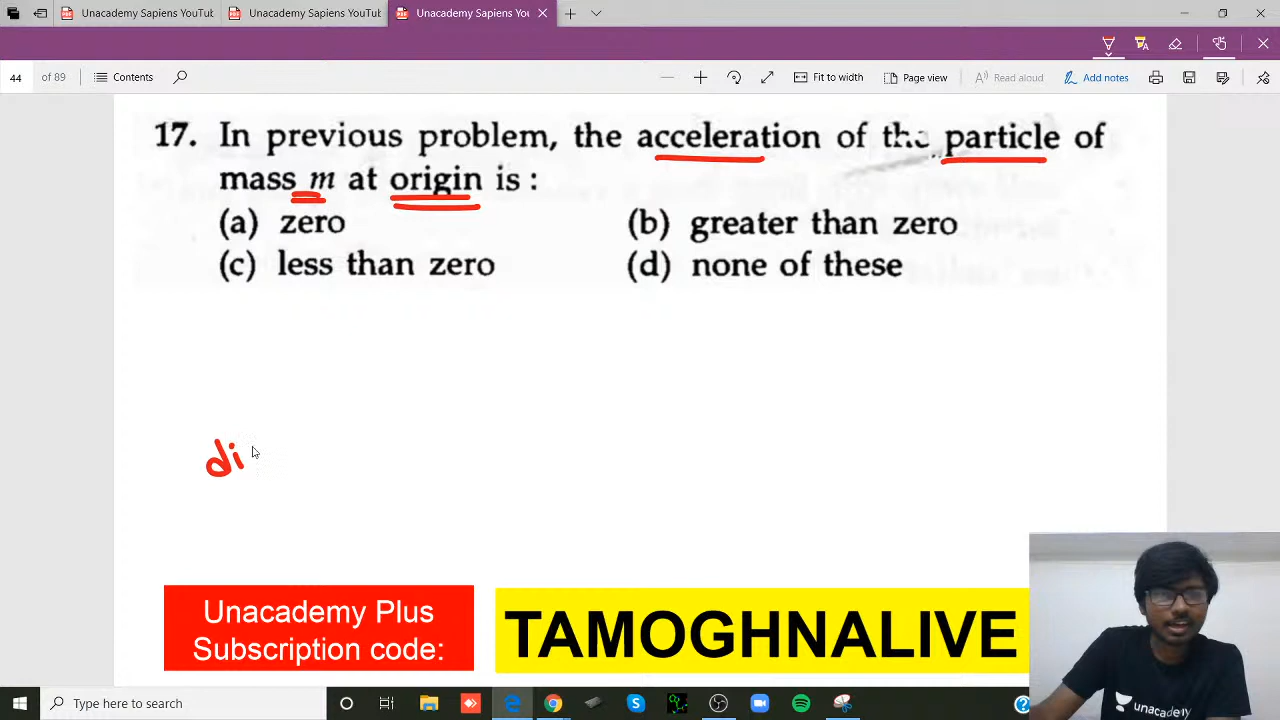 Unacademy Sapiens YouTub
Unacademy Sapiens YouTub
Unacademy Sapiens YouTub
44 of 89 Contents Fit to width Page view Read aloud Add notes
17. In previous problem, the acceleration of the particle of
mass m at origin is :
(a) zero (b) greater than zero
(c) less than zero (d) none of these
di
Unacademy Plus
Subscription code:
TAMOGHNALIVE
unacademy
Type here to search